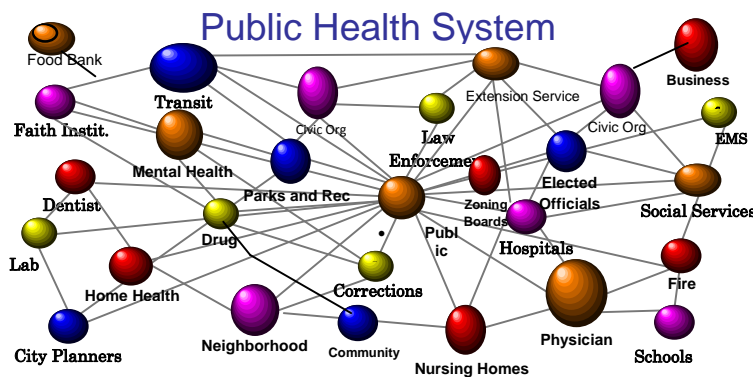 Public Health System
Food Bank
Transit
Business
Extension Service
Faith Instit.
Civic Org
Law
Enforcemen
Civic Org
EMS
Mental Health
Parks and Rec
Elected
Officials
Dentist
Zoning
Boards
Social Services
Drug
Publ
ic
Hospitals
Lab
Home Health
Corrections
Fire
City Planners
Neighborhood
Community
Nursing Homes
Physician
Schools